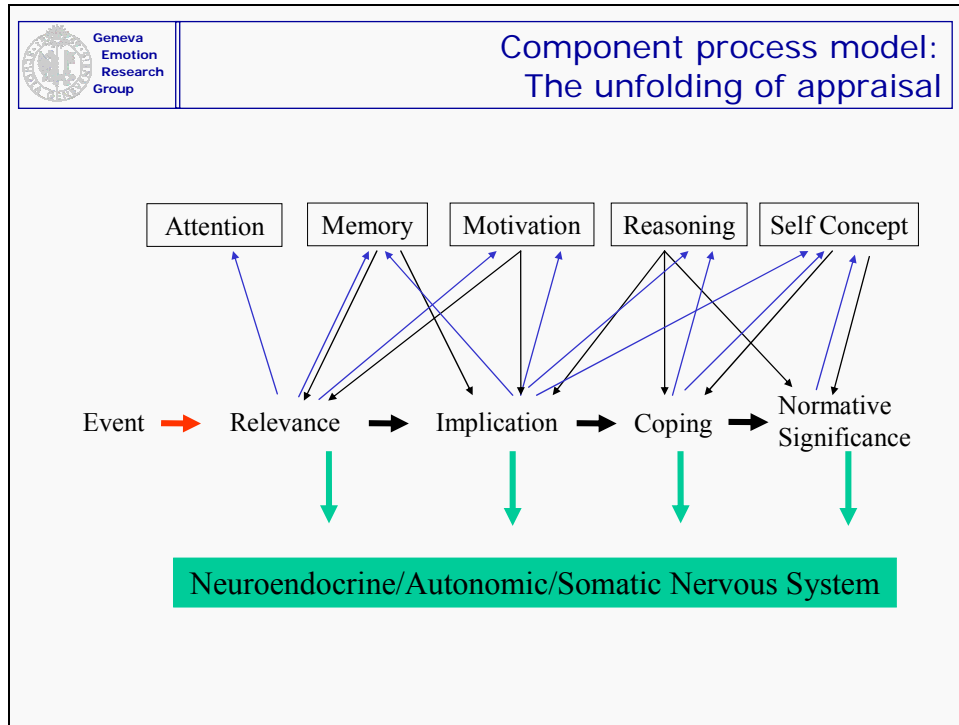 Geneva
Emotion
Research
Group
Component process model:
The unfolding of appraisal
Attention Memory Motivation Reasoning Self Concept
Event Relevance Implication Coping Normative
Significance
Neuroendocrine/Autonomic/Somatic Nervous System